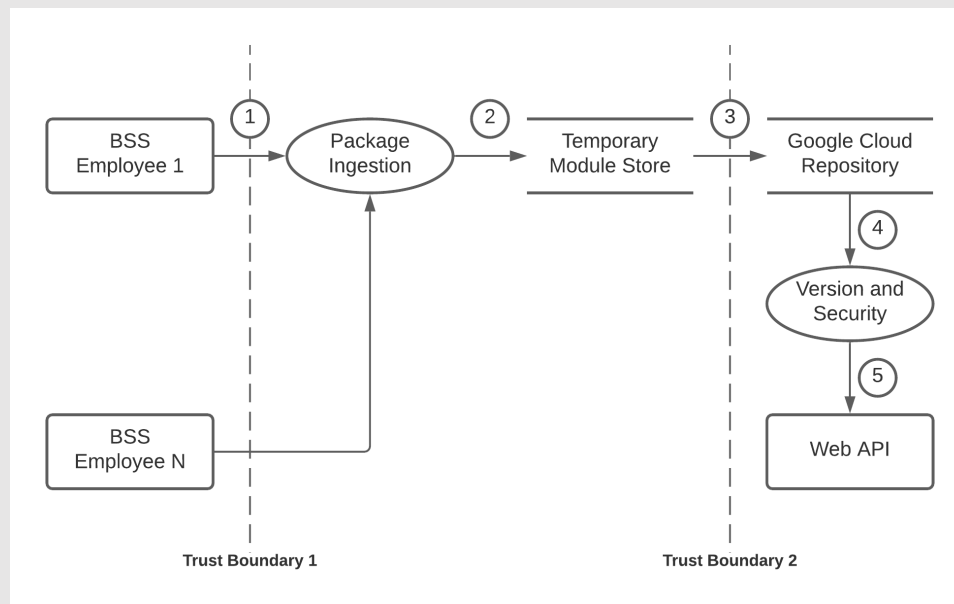 1
2
3
BSS
Employee 1
Package
Ingestion
Temporary
Module Store
Google Cloud
Repository
4
Version and
Security
5
BSS
Employee N
Web API
Trust Boundary 1
Trust Boundary 2